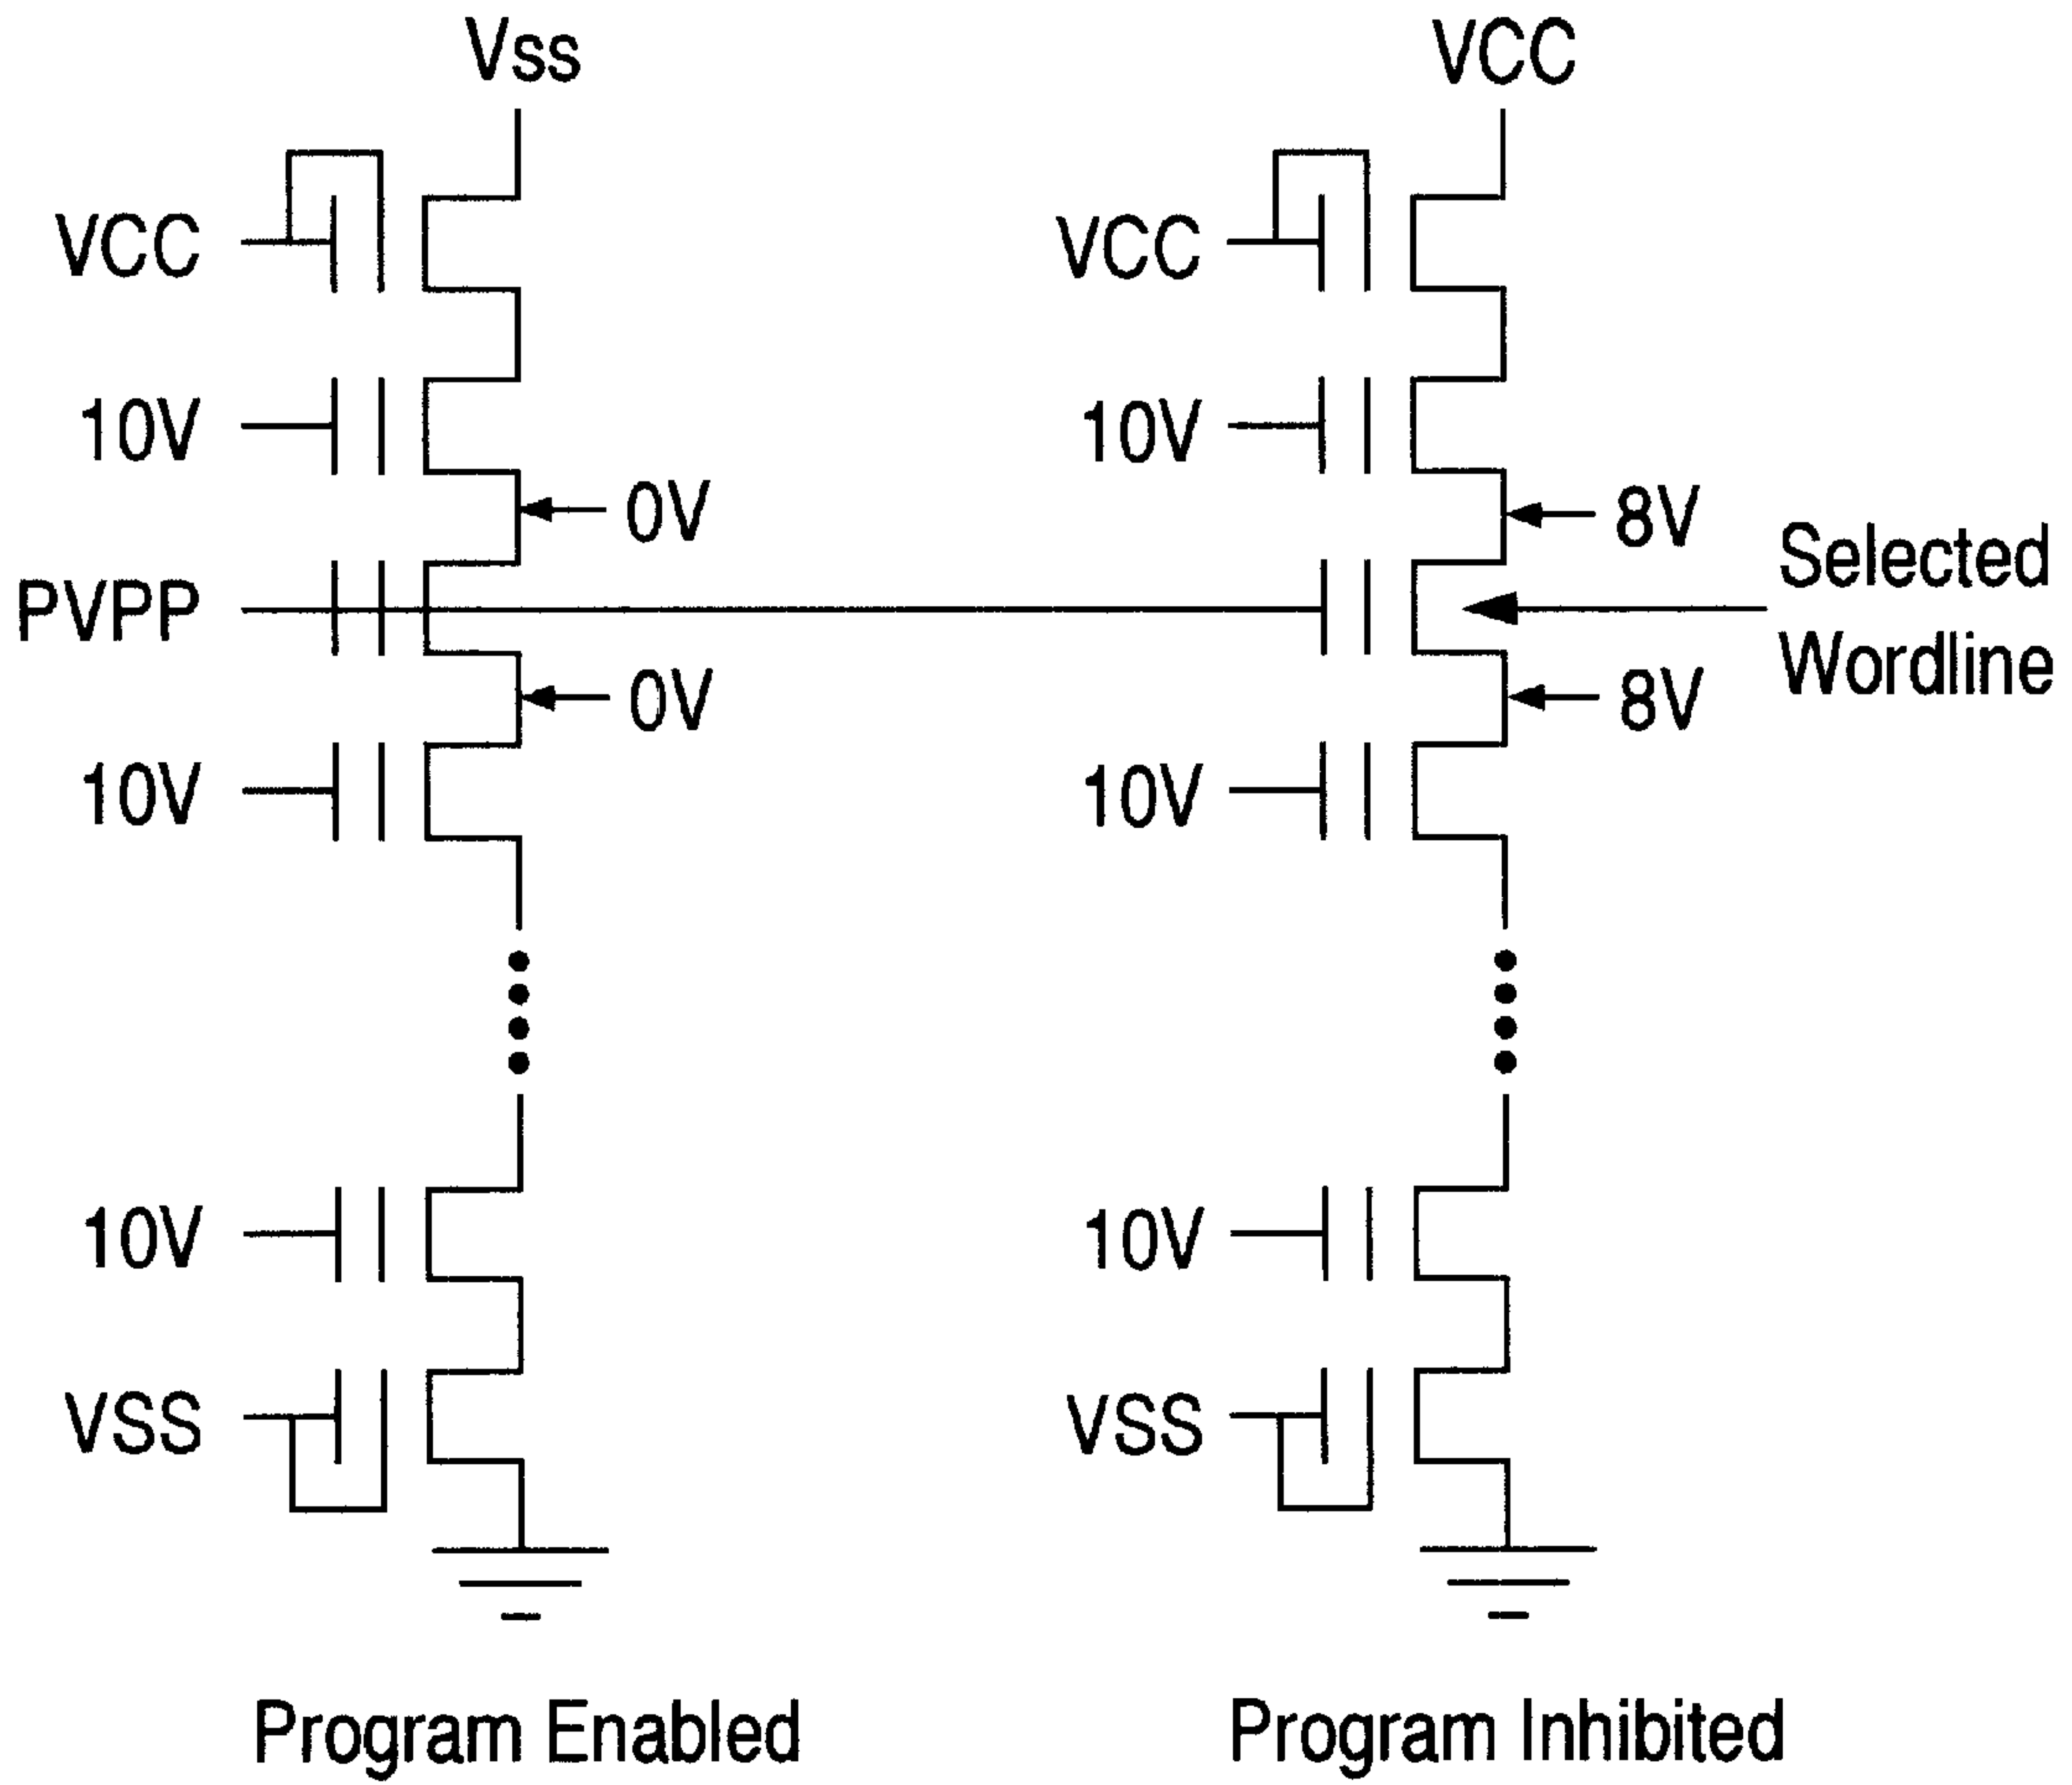 Vss VCC
VCC VCC
10V 10V
0V 8V
Selected
PVPP
Wordline
0V 8V
10V 10V
10V 10V
VSS VSS
Program Enabled Program Inhibited